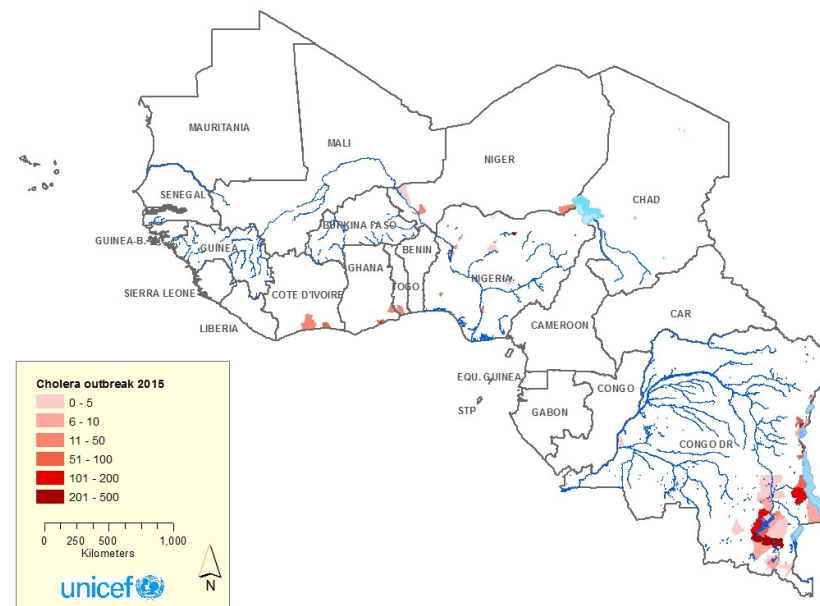 MAURITANIA
MALI
NIGER
CHAD
SENEGAL
BURKINA FASO
GUINEA-B.
GUINEA
BENIN
NIGERIA
GHANA
TOGO
SIERRA LEONE
COTE D'IVOIRE
LIBERIA
CAMEROON
CAR
EQU. GUINEA
CONGO
STP
GABON
CONGO DR
Cholera outbreak 2015
0 - 5
6 - 10
11 - 50
51 - 100
101 - 200
201 - 500
0 250 500 1,000
Kilometers
unicef
N